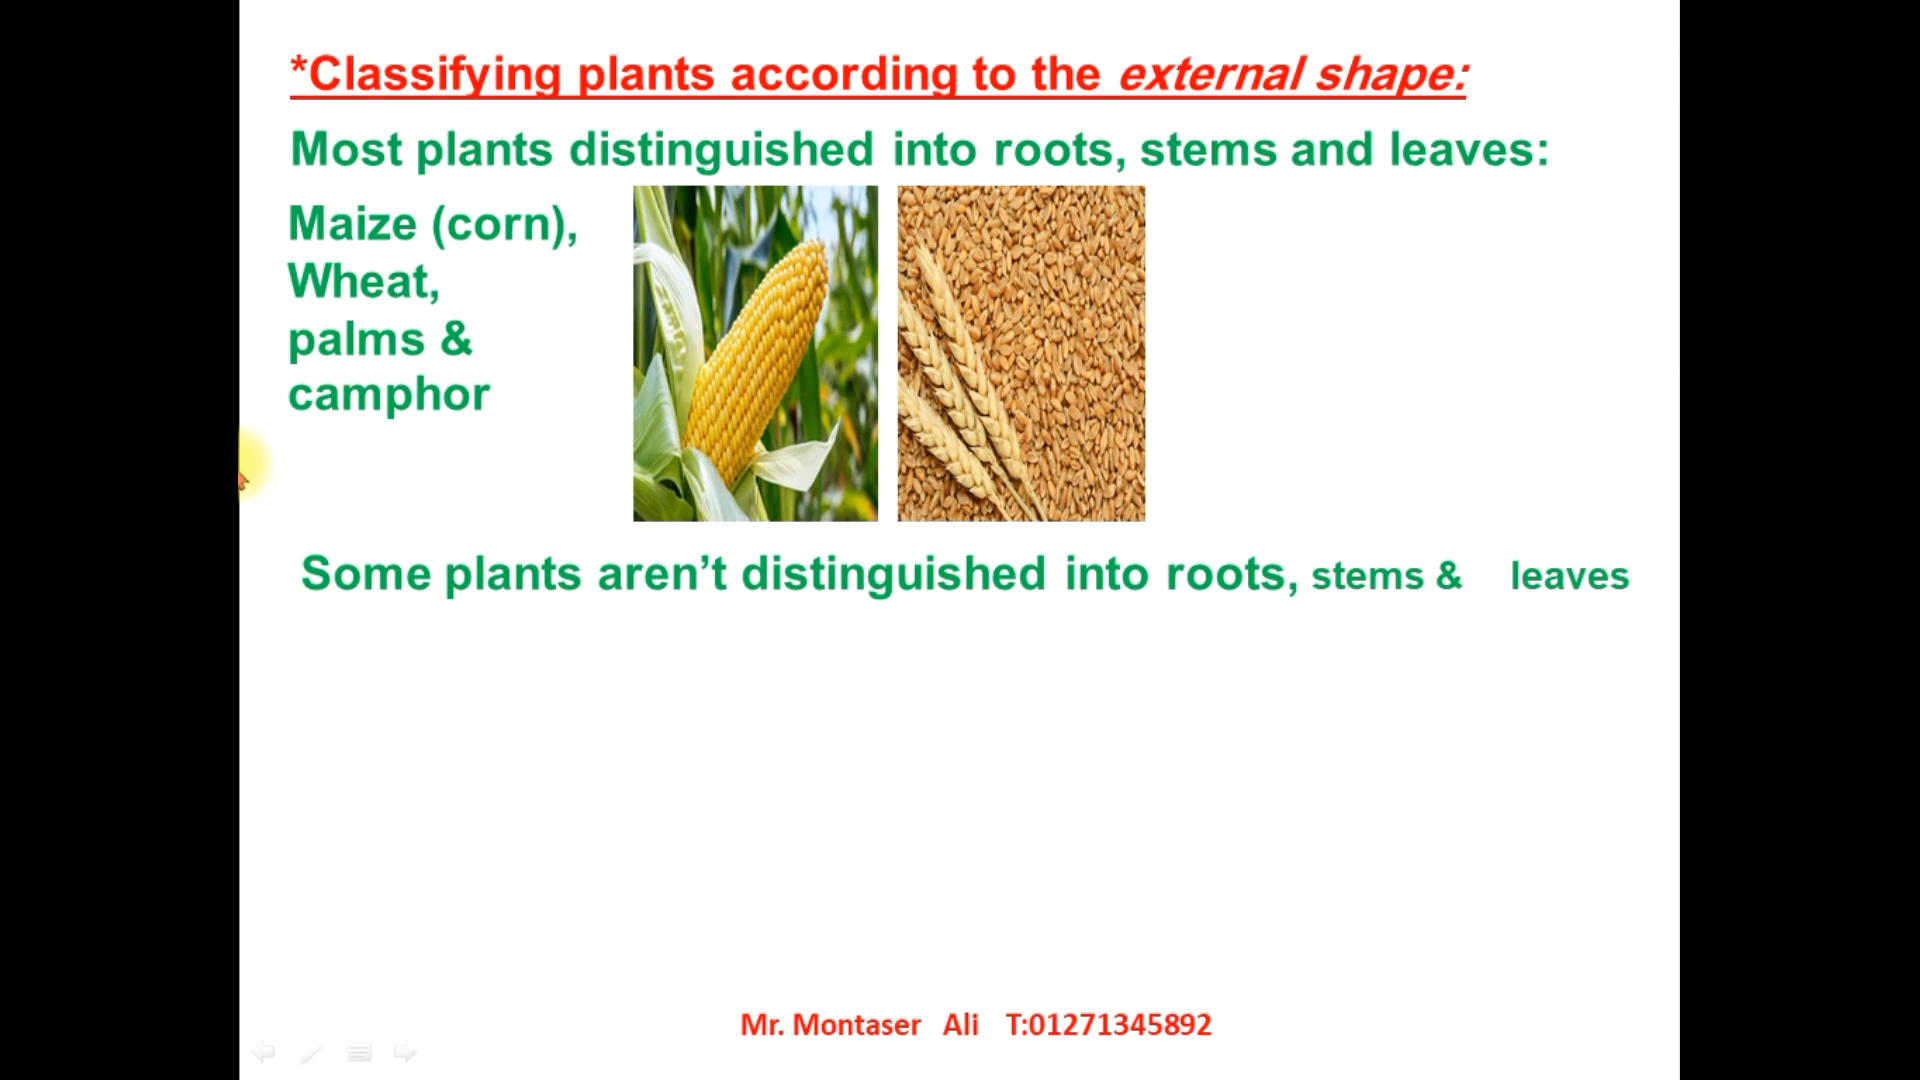 *Classifying plants according to the external shape:
Most plants distinguished into roots, stems and leaves:
Maize (corn),
Wheat,
palms &
camphor
Some plants aren’t distinguished into roots, stems & leaves
Mr. Montaser Ali T:01271345892